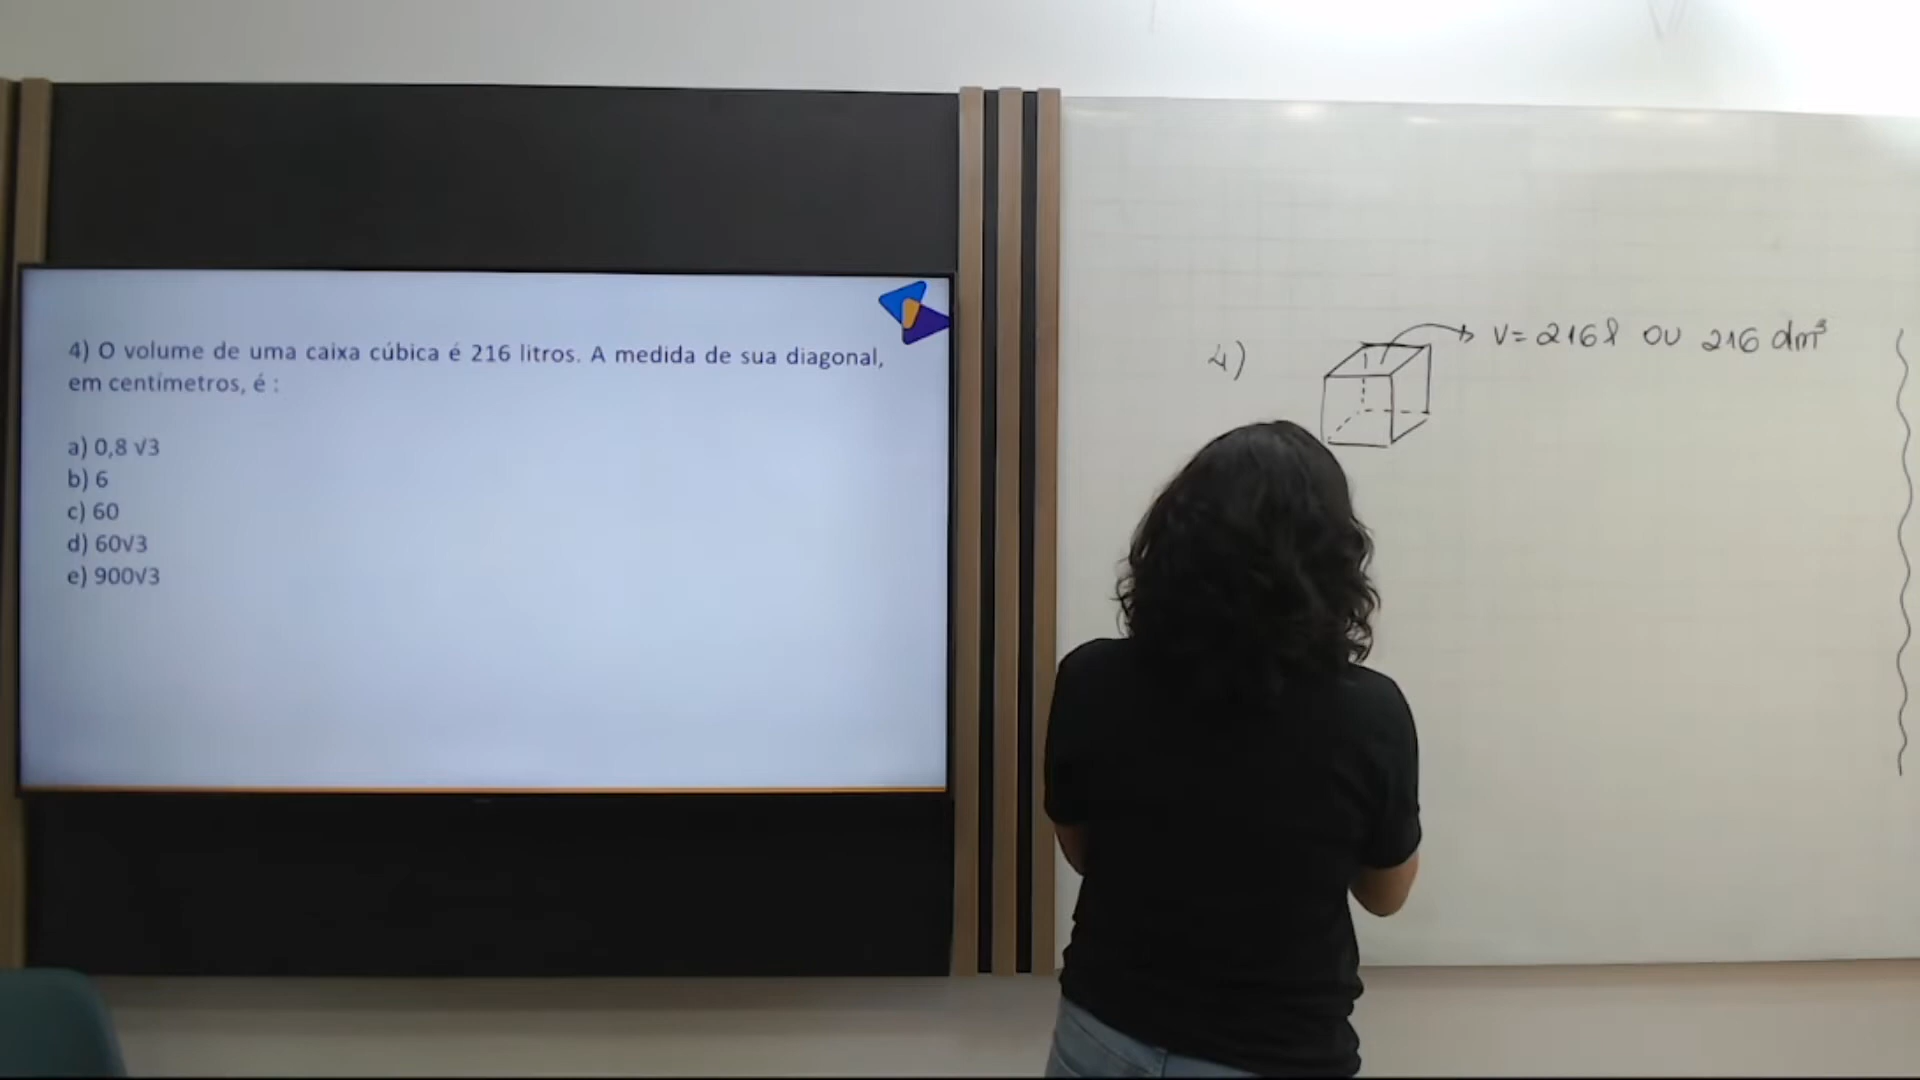 4) O volume de uma caixa cúbica é 216 litros. A medida de sua diagonal,
em centímetros, é :
a) 0,8 √3
b) 6
c) 60
d) 60√3
e) 900√3
4)
V= 216l OU 216 dm³